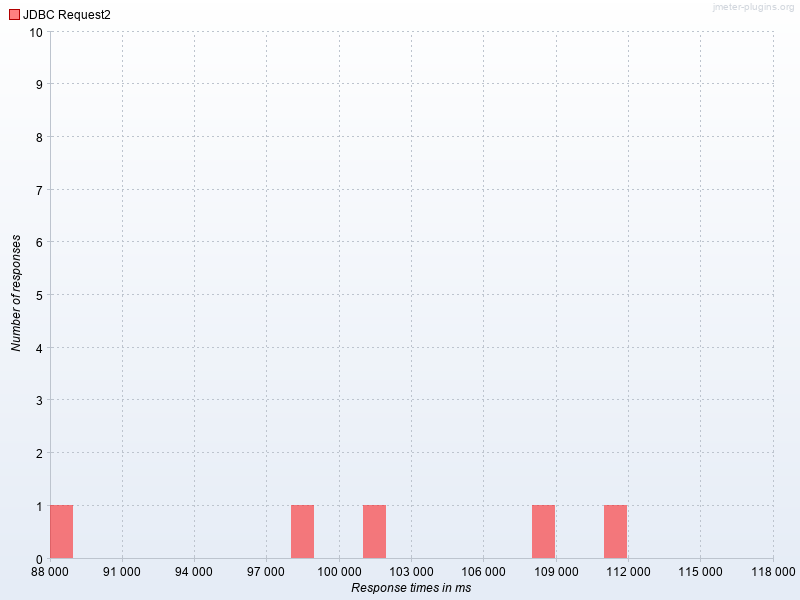 jmeter-plugins.org
JDBC Request2
10
9
8
7
6
5
4
3
2
1
0
Number of responses
88 000 91 000 94 000 97 000 100 000 103 000 106 000 109 000 112 000 115 000 118 000
Response times in ms